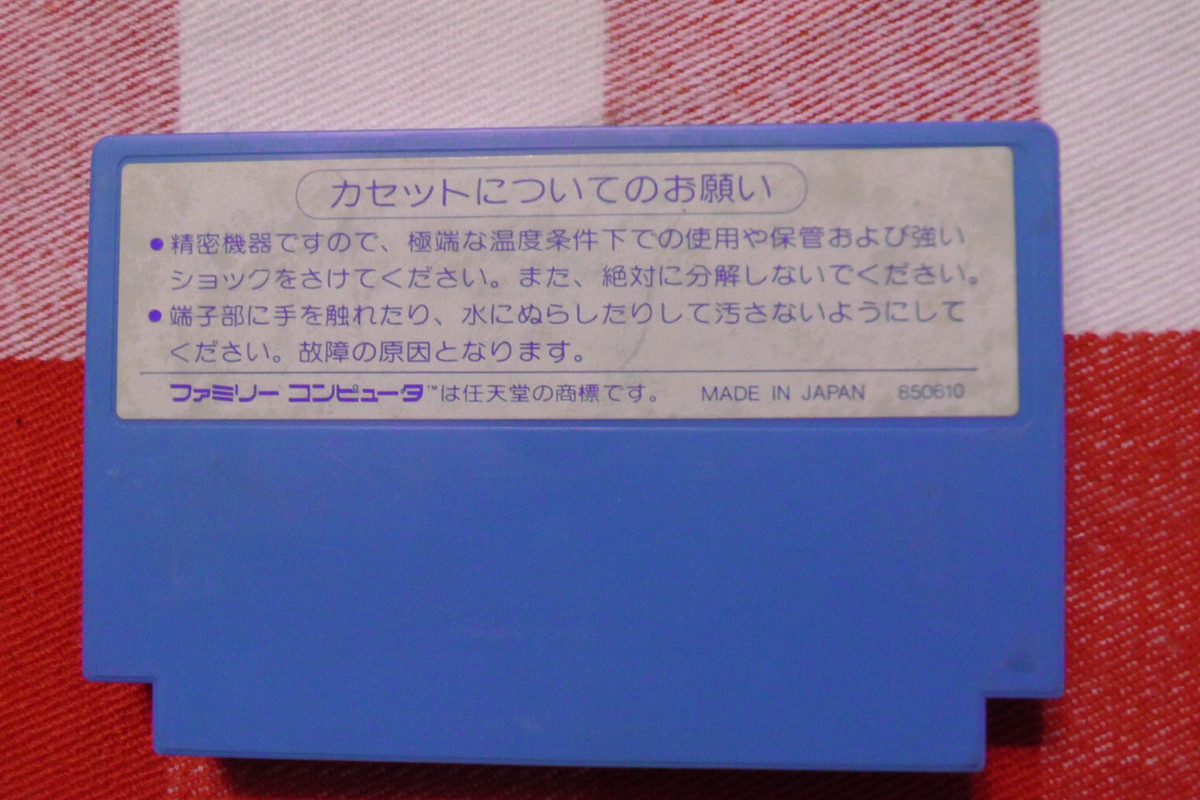 カセットについてのお願い
●精密機器ですので、極端な温度条件下での使用や保管および強い
ショックをさけてください。また、絶対に分解しないでください。
●端子部に手を触れたり、水にぬらしたりして汚さないようにして
ください。故障の原因となります。
ファミリーコンピュータ™は任天堂の商標です。 MADE IN JAPAN 850610